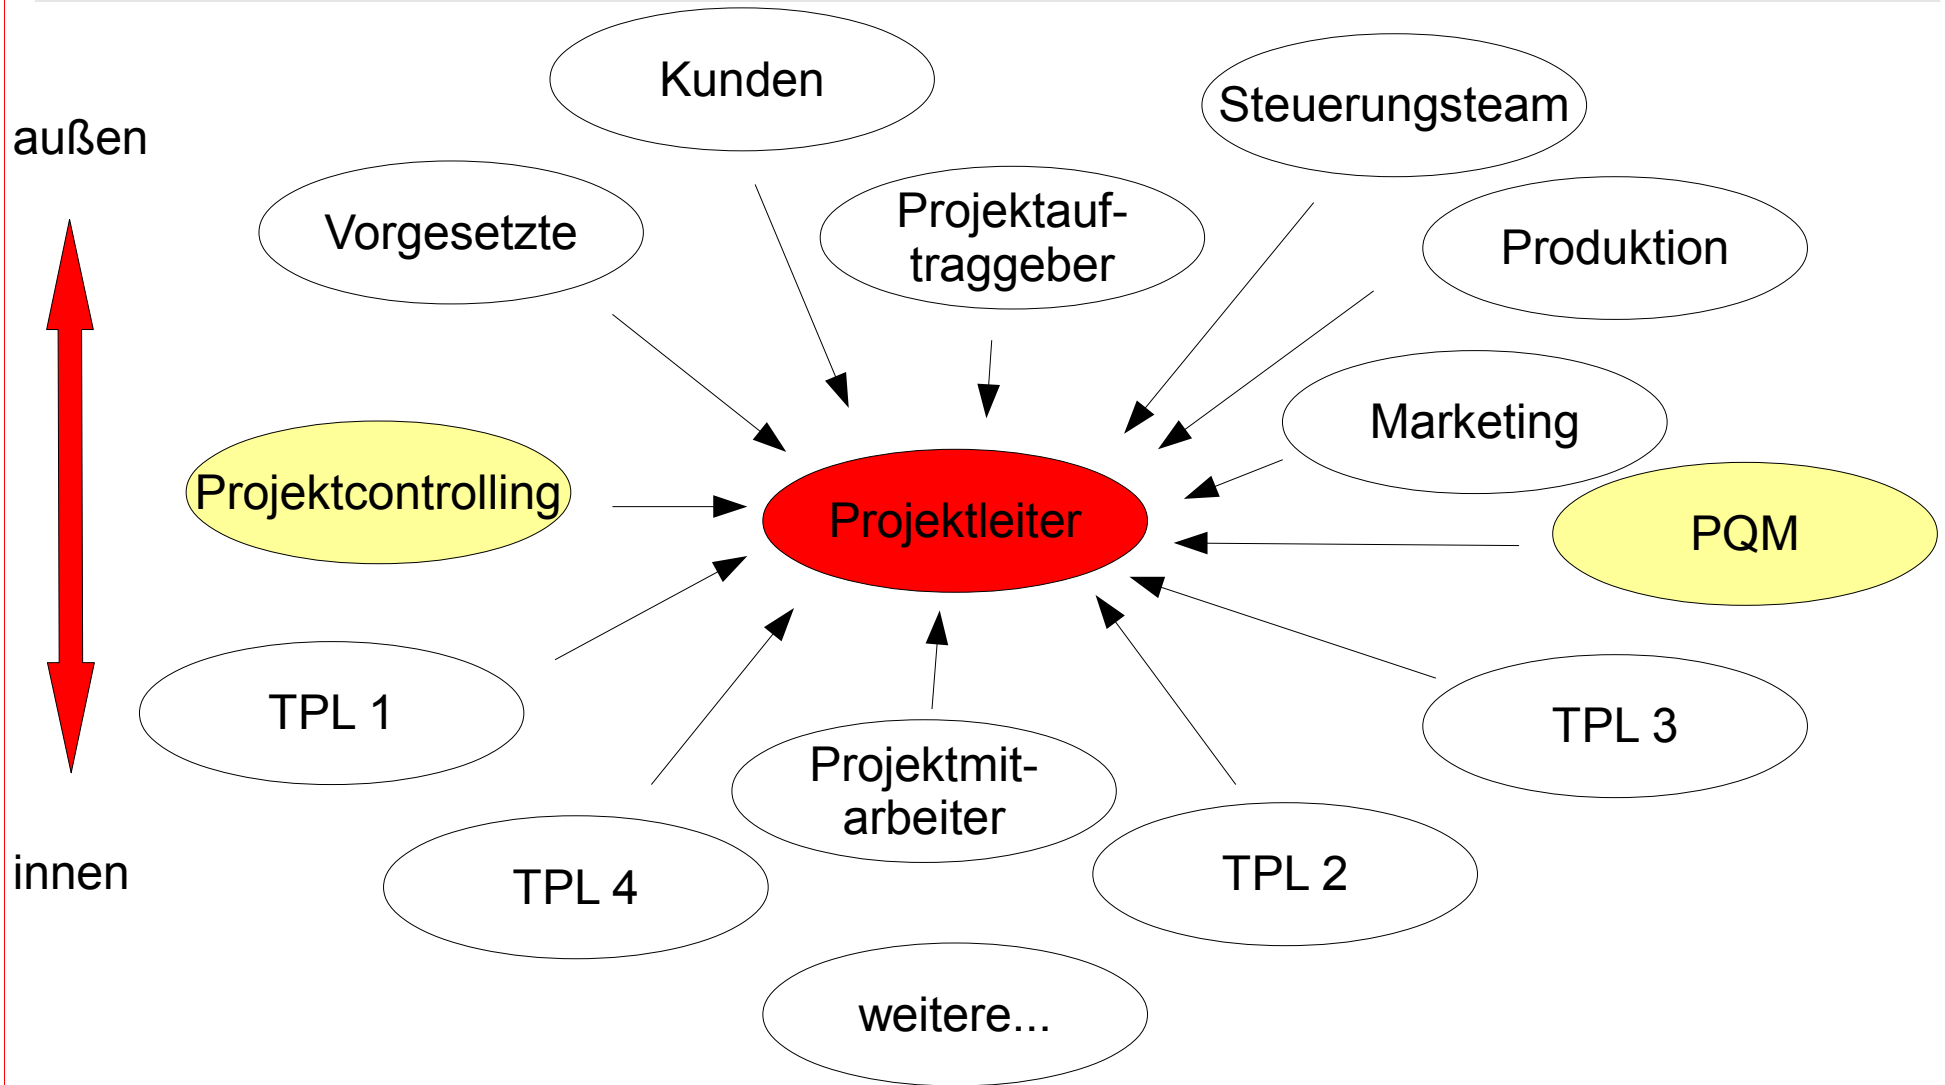 Kunden
Steuerungsteam
außen
Vorgesetzte
Projektauf-
traggeber
Produktion
Marketing
Projektcontrolling
Projektleiter
PQM
TPL 1
Projektmit-
arbeiter
TPL 3
innen
TPL 4
TPL 2
weitere...